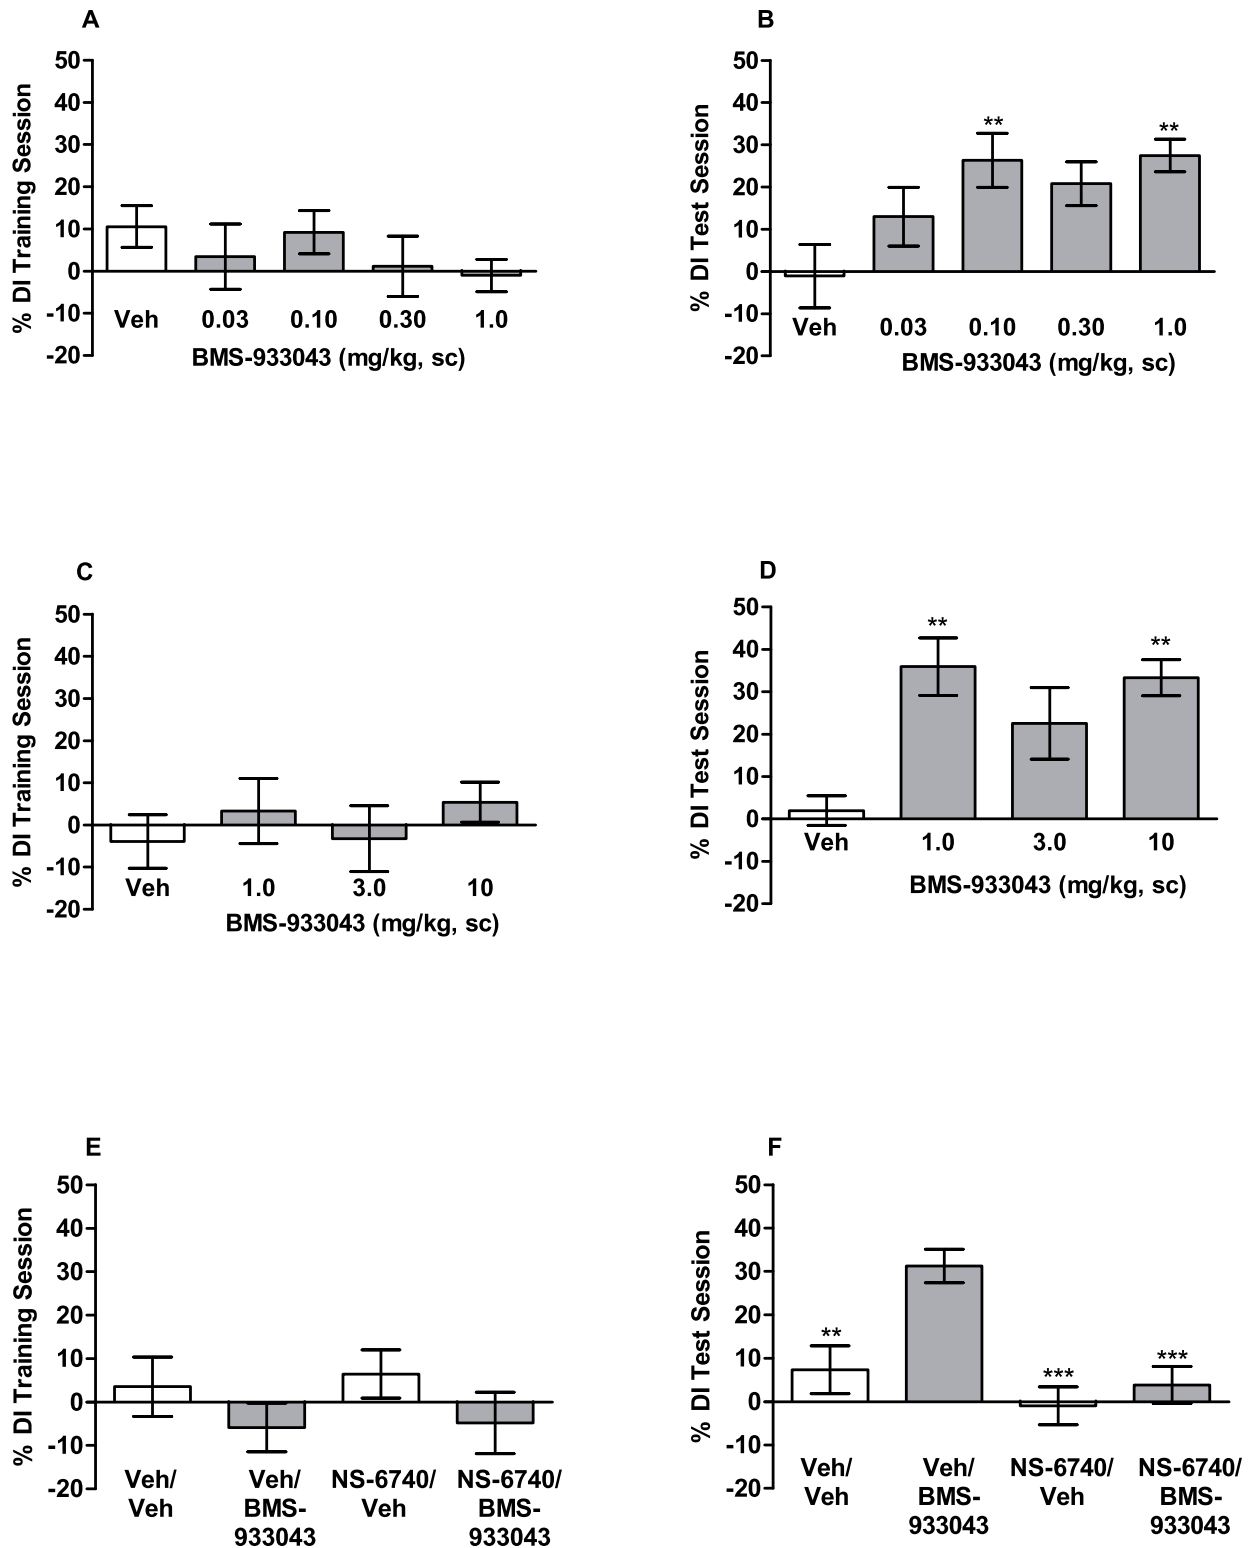 A
% DI Training Session
50
40
30
20
10
0
-10
-20
Veh 0.03 0.10 0.30 1.0
BMS-933043 (mg/kg, sc)
B
% DI Test Session
50
40
30
20
10
0
-10
-20
** **
Veh 0.03 0.10 0.30 1.0
BMS-933043 (mg/kg, sc)
C
% DI Training Session
50
40
30
20
10
0
-10
-20
Veh 1.0 3.0 10
BMS-933043 (mg/kg, sc)
D
% DI Test Session
50
40
30
20
10
0
-10
-20
** **
Veh 1.0 3.0 10
BMS-933043 (mg/kg, sc)
E
% DI Training Session
50
40
30
20
10
0
-10
-20
Veh/ Veh/ NS-6740/ NS-6740/
Veh BMS- Veh BMS-
933043 933043
F
% DI Test Session
50
40
30
20
10
0
-10
-20
** *** ***
Veh/ Veh/ NS-6740/ NS-6740/
Veh BMS- Veh BMS-
933043 933043